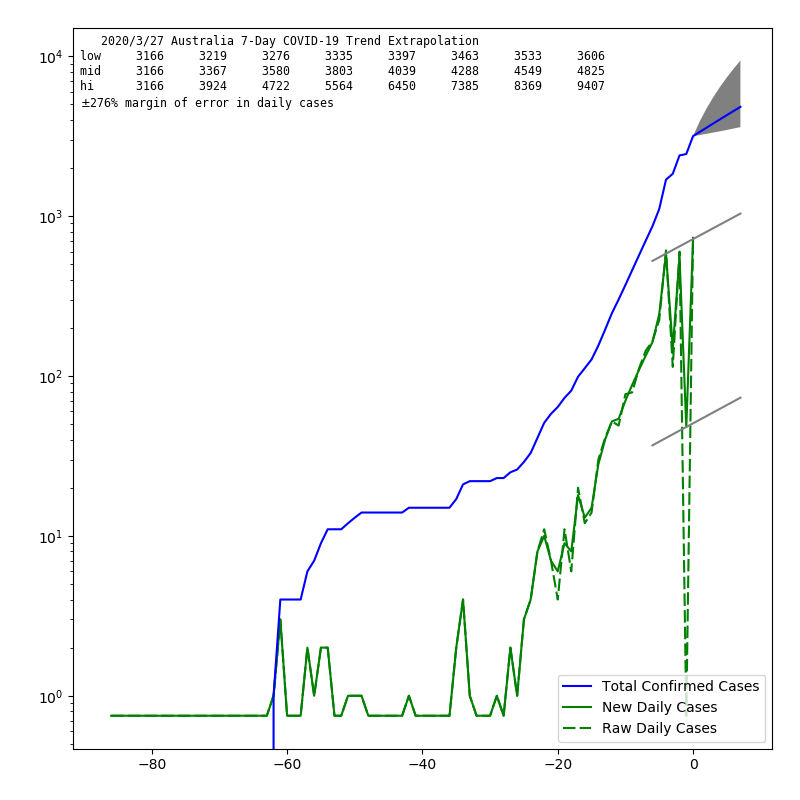 2020/3/27 Australia 7-Day COVID-19 Trend Extrapolation
low 3166 3219 3276 3335 3397 3463 3533 3606
mid 3166 3367 3580 3803 4039 4288 4549 4825
hi 3166 3924 4722 5564 6450 7385 8369 9407
±276% margin of error in daily cases
10⁴
10³
10²
10¹
10⁰
Total Confirmed Cases
New Daily Cases
Raw Daily Cases
−80 −60 −40 −20 0